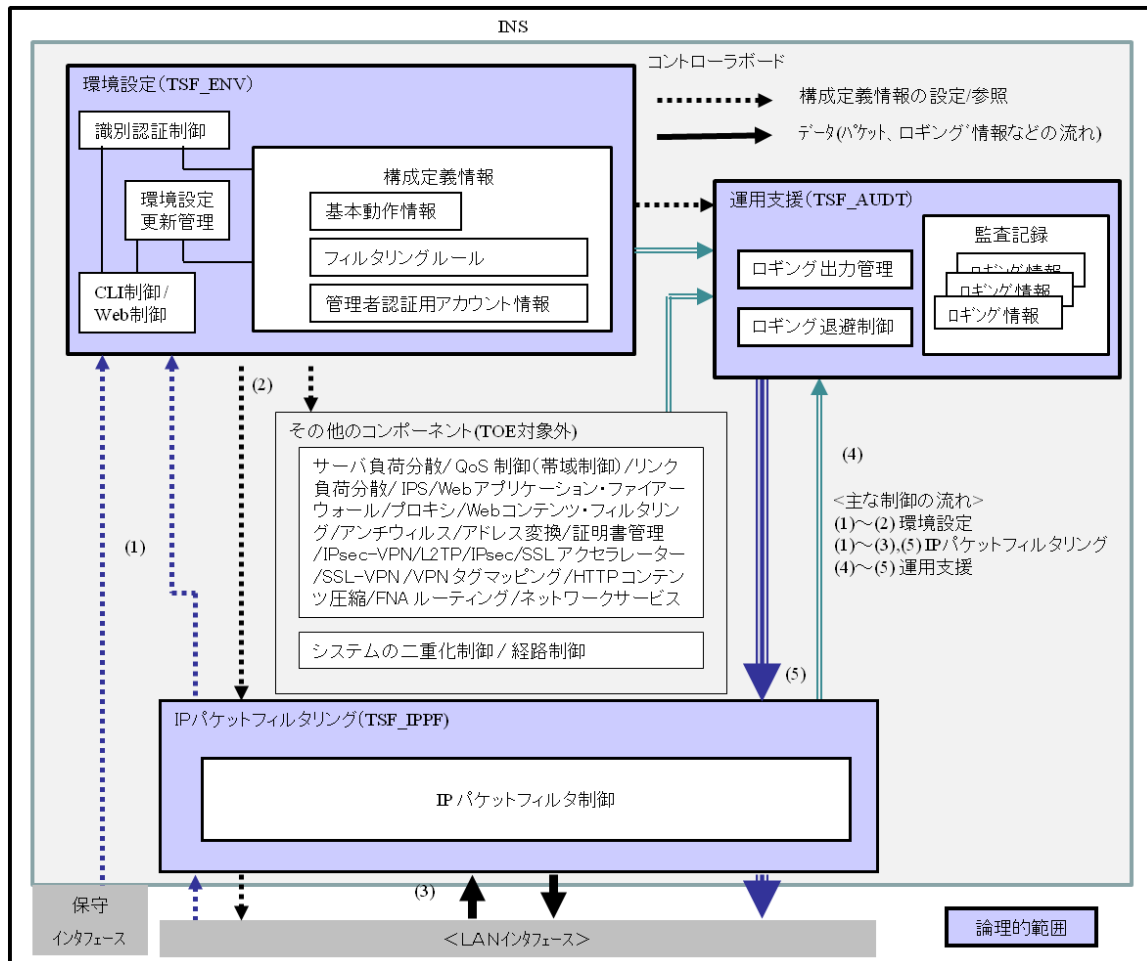 INS
コントローラボード
構成定義情報の設定/参照
データ(パケット、ロギング情報などの流れ)
環境設定(TSF_ENV)
識別認証制御
環境設定
更新管理
CLI制御/
Web制御
構成定義情報
基本動作情報
フィルタリングルール
管理者認証用アカウント情報
運用支援(TSF_AUDT)
ロギング出力管理
ロギング退避制御
監査記録
ロギング情報
ロギング情報
ロギング情報
(1)
(2)
その他のコンポーネント(TOE対象外)
サーバ負荷分散/ QoS 制御(帯域制御) /リンク
負荷分散/ IPS/Webアプリケーション・ファイアー
ウォール/プロキシ/Webコンテンツ・フィルタリン
グ/アンチウィルス/アドレス変換/証明書管理
/IPsec-VPN/L2TP/IPsec/SSL アクセラレーター
/SSL-VPN /VPN タグマッピング/HTTP コンテン
ツ圧縮/FNA ルーティング/ネットワークサービス
システムの二重化制御 / 経路制御
(4)
<主な制御の流れ>
(1)～(2) 環境設定
(1)～(3),(5) IPパケットフィルタリング
(4)～(5) 運用支援
(5)
IPパケットフィルタリング(TSF_IPPF)
IP パケットフィルタ制御
(3)
保守
インタフェース
＜LANインタフェース＞
論理的範囲